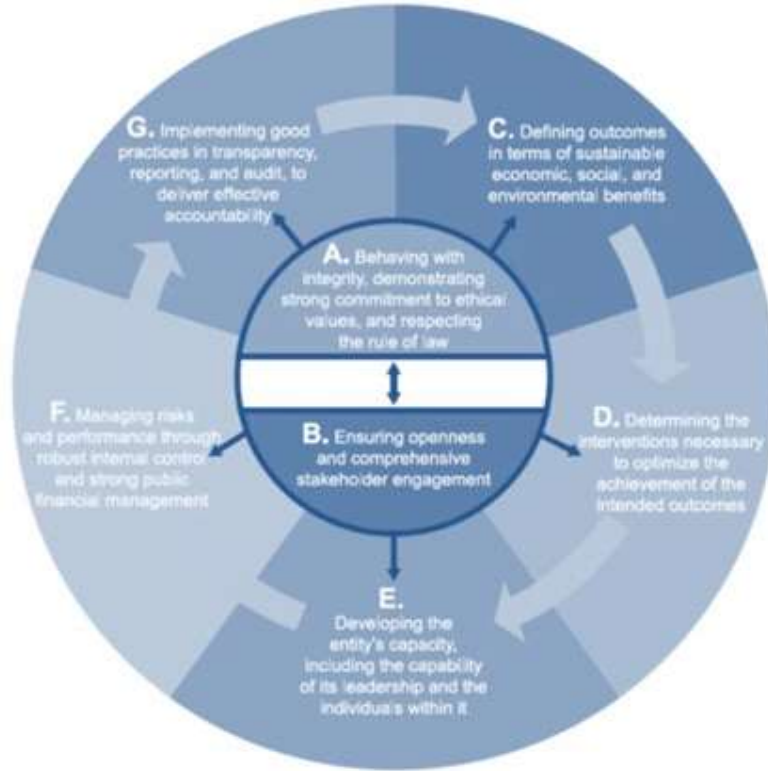 G. Implementing good
practices in transparency,
reporting, and audit, to
deliver effective
accountability
C. Defining outcomes
in terms of sustainable
economic, social, and
environmental benefits
A. Behaving with
integrity, demonstrating
strong commitment to ethical
values, and respecting
the rule of law
F. Managing risks
and performance through
robust internal control
and strong public
financial management
B. Ensuring openness
and comprehensive
stakeholder engagement
D. Determining the
interventions necessary
to optimize the
achievement of the
intended outcomes
E.
Developing the
entity's capacity,
including the capability
of its leadership and the
individuals within it